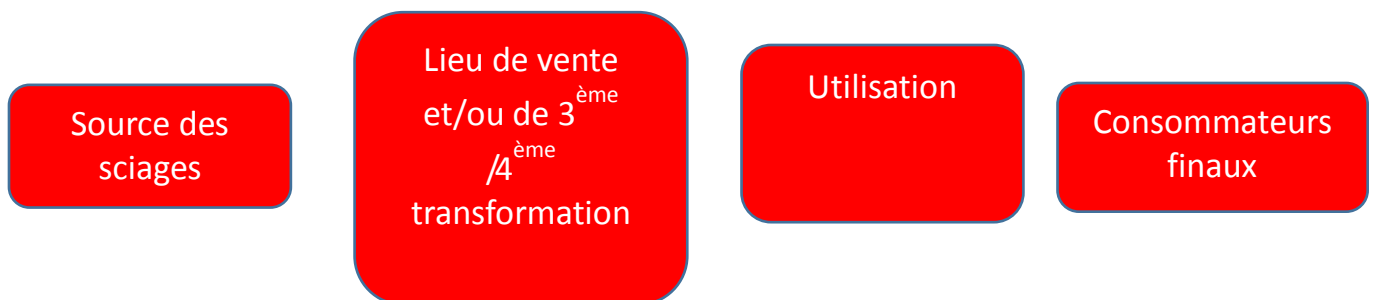 Source des
sciages
Lieu de vente
et/ou de 3ème
/4ème
transformation
Utilisation
Consommateurs
finaux